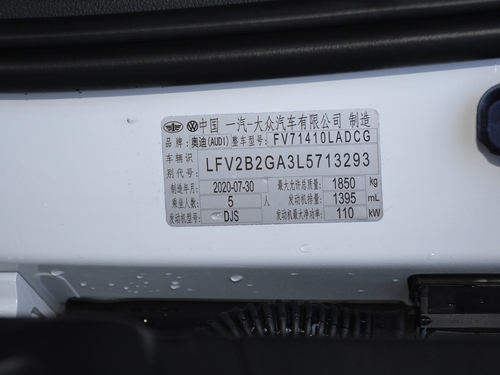 中国 一汽-大众汽车有限公司 制造
品牌: 奥迪(AUDI) 整车型号: FV71410LADCG
车辆识别代号: LFV2B2GA3L5713293
制造年月: 2020-07-30 最大允许总质量: 1850 kg
乘坐人数: 5 人 发动机排量: 1395 mL
发动机型号: DJS 发动机最大净功率: 110 kW